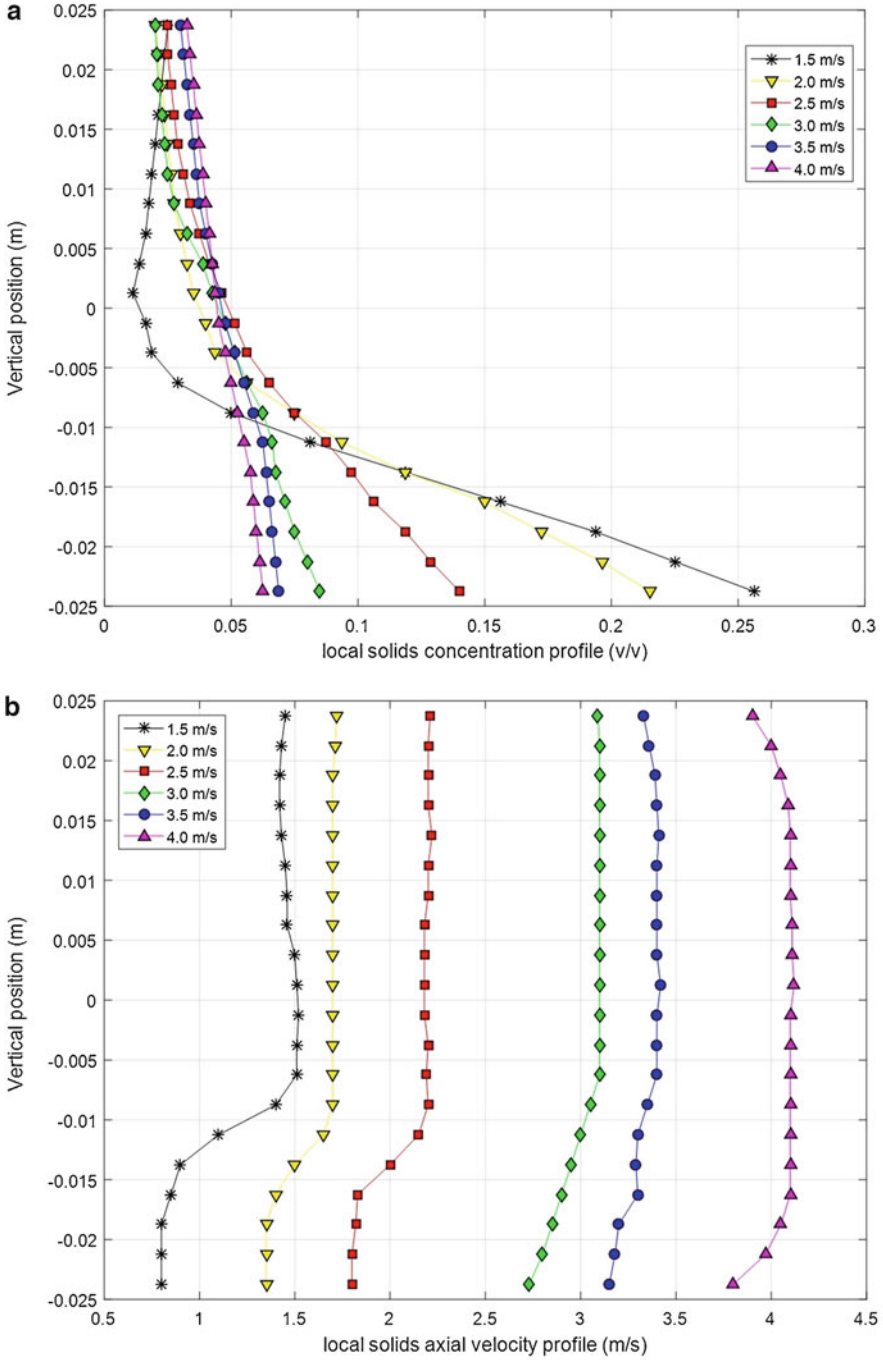 a
0.025
0.02
0.015
0.01
0.005
0
-0.005
-0.01
-0.015
-0.02
-0.025
Vertical position (m)
1.5 m/s
2.0 m/s
2.5 m/s
3.0 m/s
3.5 m/s
4.0 m/s
0 0.05 0.1 0.15 0.2 0.25 0.3
local solids concentration profile (v/v)
b
0.025
0.02
0.015
0.01
0.005
0
-0.005
-0.01
-0.015
-0.02
-0.025
Vertical position (m)
1.5 m/s
2.0 m/s
2.5 m/s
3.0 m/s
3.5 m/s
4.0 m/s
0.5 1 1.5 2 2.5 3 3.5 4 4.5
local solids axial velocity profile (m/s)